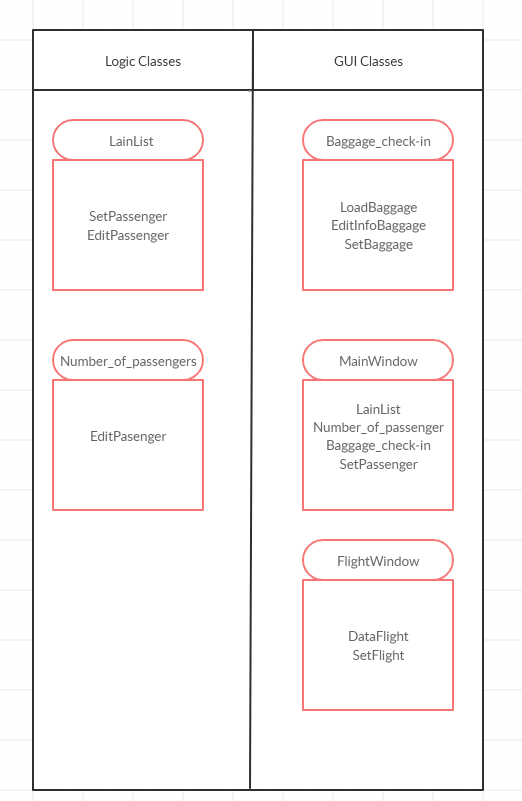 Logic Classes
GUI Classes
LainList
SetPassenger
EditPassenger
Number_of_passengers
EditPasenger
Baggage_check-in
LoadBaggage
EditInfoBaggage
SetBaggage
MainWindow
LainList
Number_of_passenger
Baggage_check-in
SetPassenger
FlightWindow
DataFlight
SetFlight